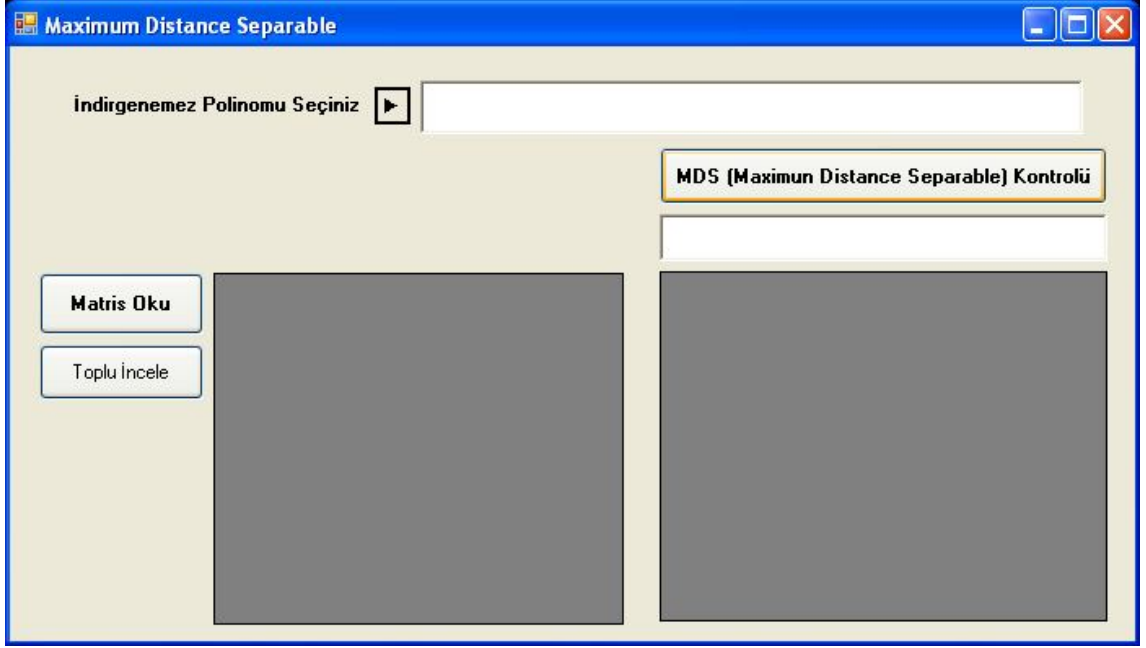 Maximum Distance Separable
İndirgenemez Polinomu Seçiniz
MDS (Maximun Distance Separable) Kontrolü
Matris Oku
Toplu İncele